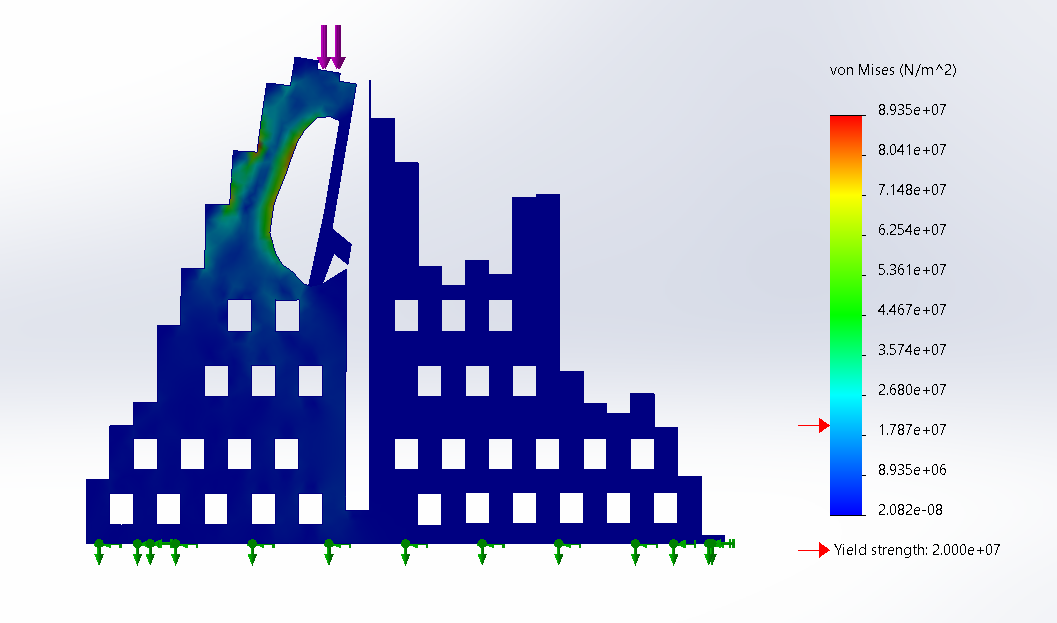 von Mises (N/m^2)
8.935e+07
8.041e+07
7.148e+07
6.254e+07
5.361e+07
4.467e+07
3.574e+07
2.680e+07
1.787e+07
8.935e+06
2.082e-08
Yield strength: 2.000e+07